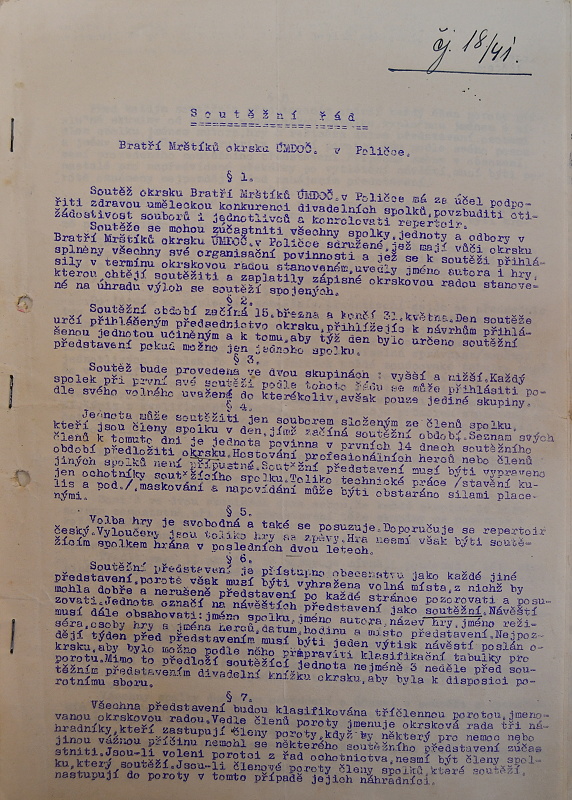 čj. 18/41.
Soutěžní řád
Bratří Mrštíků okrsku ÚMDOČ. v Poličce.
§ 1.
Soutěž okrsku Bratří Mrštíků ÚMDOČ.v Poličce má za účel podpo-
řiti zdravou uměleckou konkurenci divadelních spolků,povzbuditi cti-
žádostivost souborů i jednotlivců a konrolovati repertoir.
Soutěže se mohou zúčastniti všechny spolky,jednoty a odbory v
Bratří Mrštíků okrsku ÚMDOČ.v Poličce sdružené,jež mají vůči okrsku
splněny všechny své organisační povinnosti a jež se k soutěži přihlá-
sily v termínu okrskovou radou stanoveném,uvedly jméno autora i hry,
kterou chtějí soutěžiti a zaplatily zápisné okrskovou radou stanove-
né na úhradu výloh se soutěží spojených.
§ 2.
Soutěžní období začíná 15.března a končí 31.května.Den soutěže
určí přihlášeným předsednictvo okrsku,přihlížejíc k návrhům přihlá-
šenou jednotou učiněným a k tomu,aby týž den bylo určeno soutěžní
představení pokud možno jen jednoho spolku.
§ 3.
Soutěž bude provedena ve dvou skupinách : vyšší a nižší.Každý
spolek při první své soutěži podle tohoto řádu se může přihlásiti po-
dle svého volného uvážení do kterékoliv,avšak pouze jediné skupiny.
§ 4.
Jednota může soutěžiti jen souborem složeným ze členů spolku,
kteří jsou členy spolku v den,jímž začíná soutěžní období.Seznam svých
členů k tomuto dni je jednota povinna v prvních 14 dnech soutěžního
období předložiti okrsku.Hostování profesionálních herců nebo členů
jiných spolků není přípustné.Soutěžní představení musí býti vypraveno
jen ochotníky soutěžícího spolku.Toliko technické práce /stavění ku-
lis a pod./,maskování a napovídání může býti obstaráno silami place-
nými.
§ 5.
Volba hry je svobodná a také se posuzuje.Doporučuje se repertoir
český.Vyloučeny jsou toliko hry se zpěvy.Hra nesmí však býti soutě-
žícím spolkem hrána v posledních dvou letech.
§ 6.
Soutěžní představení je přístupno obecenstvu jako každé jiné
představení,porotě však musí býti vyhražena volná místa,z nichž by
mohla dobře a nerušeně představení po každé stránce pozorovati a posu-
zovati.Jednota označí na návěštích představení jako soutěžní.Návěští
musí dále obsahovati:jméno spolku,jméno autora,název hry,jméno reži-
séra,osoby hry a jména herců,datum,hodinu a místo představení.Nejpoz-
ději týden před představením musí býti jeden výtisk návěstí poslán o-
krsku,aby bylo možno podle něho připraviti klasifikační tabulky pro
porotu.Mimo to předloží soutěžící jednota nejméně 3 neděle před sou-
těžním představením divadelní knížku okrsku,aby byla k disposici po-
rotnímu sboru.
§ 7.
Všechna představení budou klasifikována tříčlennou porotou,jmeno-
vanou okrskovou radou.Vedle členů poroty jmenuje okrsková rada tři ná-
hradníky,kteří zastupují členy poroty,když by některý pro nemoc nebo
jinou vážnou příčinu nemohl se některého soutěžního představení zúčas
stniti.Jsou-li voleni porotci z řad ochotnictva,nesmí být členy spol-
ku,který soutěží.Jsou-li členové poroty členy spolků,které soutěží,
nastupují do poroty v tomto případě jejich náhradníci.